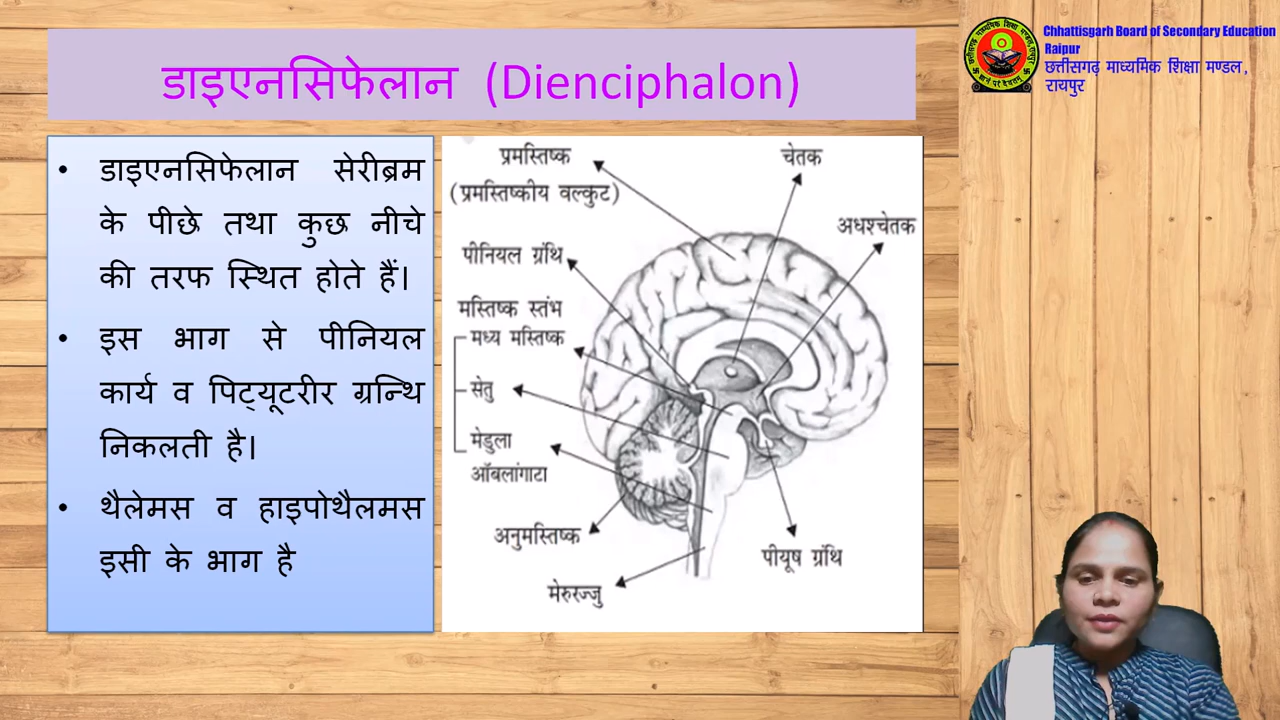 डाइएनसिफेलान (Dienciphalon)
Chhattisgarh Board of Secondary Education
Raipur
छत्तीसगढ़ माध्यमिक शिक्षा मण्डल,
रायपुर
• डाइएनसिफेलान सेरीब्रम
के पीछे तथा कुछ नीचे
की तरफ स्थित होते हैं।
• इस भाग से पीनियल
कार्य व पिट्यूटरीर ग्रन्थि
निकलती है।
• थैलेमस व हाइपोथैलमस
इसी के भाग है
प्रमस्तिष्क
(प्रमस्तिष्कीय वल्कुट)
चेतक
अधश्चेतक
पीनियल ग्रंथि
मस्तिष्क स्तंभ
मध्य मस्तिष्क
सेतु
मेडुला
ऑबलांगाटा
अनुमस्तिष्क
पीयूष ग्रंथि
मेरुरज्जु